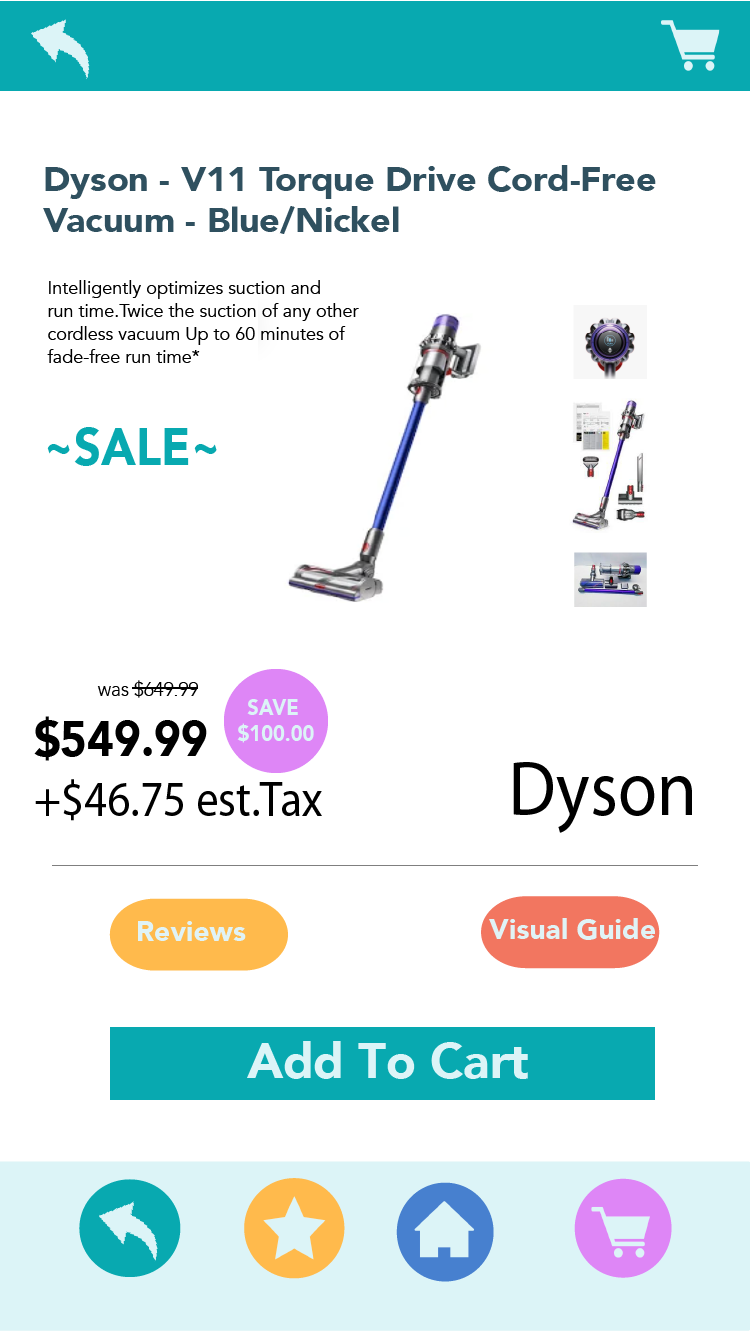 Dyson - V11 Torque Drive Cord-Free
Vacuum - Blue/Nickel
Intelligently optimizes suction and
run time.Twice the suction of any other
cordless vacuum Up to 60 minutes of
fade-free run time*
~SALE~
was $649.99
SAVE
$100.00
$549.99
+$46.75 est.Tax
Dyson
Reviews
Visual Guide
Add To Cart